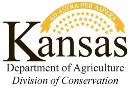 AD ASTRA PER ASPERA
Kansas
Department of Agriculture
Division of Conservation